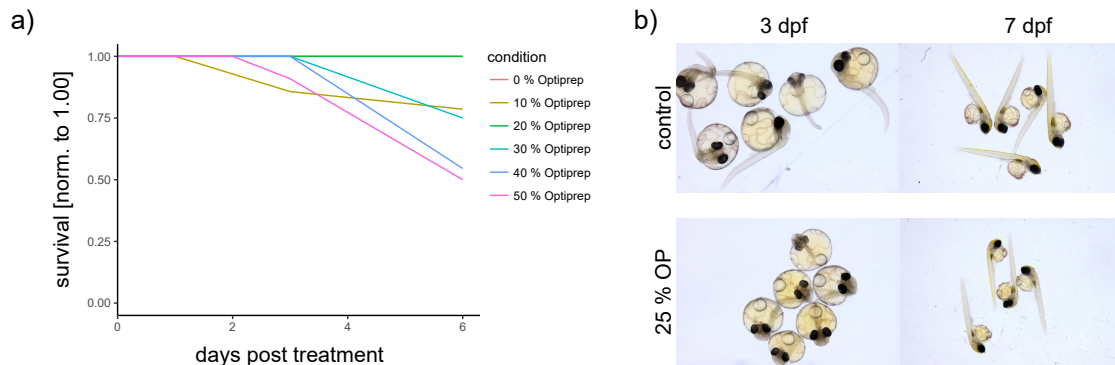 a)
survival [norm. to 1.00]
1.00
0.75
0.50
0.25
0.00
0
2
4
6
days post treatment
condition
0 % Optiprep
10 % Optiprep
20 % Optiprep
30 % Optiprep
40 % Optiprep
50 % Optiprep
b)
3 dpf
7 dpf
control
25 % OP